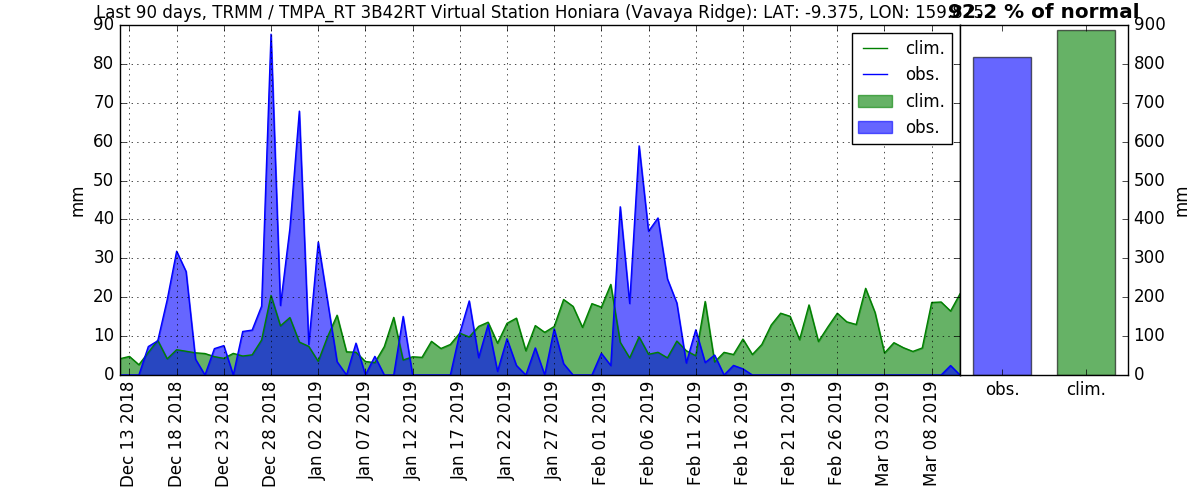 Last 90 days, TRMM / TMPA_RT 3B42RT Virtual Station Honiara (Vavaya Ridge): LAT: -9.375, LON:
92.2 % of normal
90
80
70
60
50
40
30
20
10
0
mm
clim.
obs.
clim.
obs.
Dec 13 2018
Dec 18 2018
Dec 23 2018
Dec 28 2018
Jan 02 2019
Jan 07 2019
Jan 12 2019
Jan 17 2019
Jan 22 2019
Jan 27 2019
Feb 01 2019
Feb 06 2019
Feb 11 2019
Feb 16 2019
Feb 21 2019
Feb 26 2019
Mar 03 2019
Mar 08 2019
900
800
700
600
500
400
300
200
100
0
mm
obs.
clim.